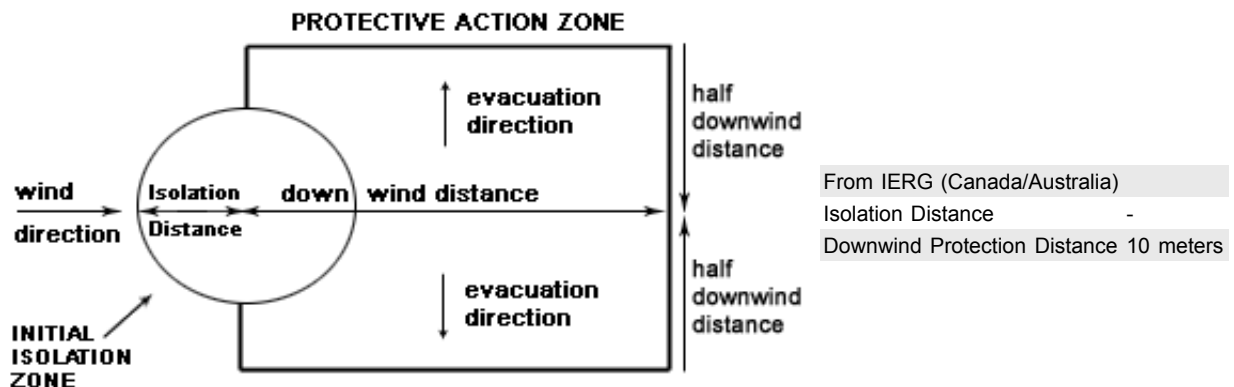 PROTECTIVE ACTION ZONE
evacuation
direction
half
downwind
distance
wind
direction
Isolation
Distance
down wind distance
evacuation
direction
half
downwind
distance
INITIAL
ISOLATION
ZONE
From IERG (Canada/Australia)
Isolation Distance -
Downwind Protection Distance 10 meters